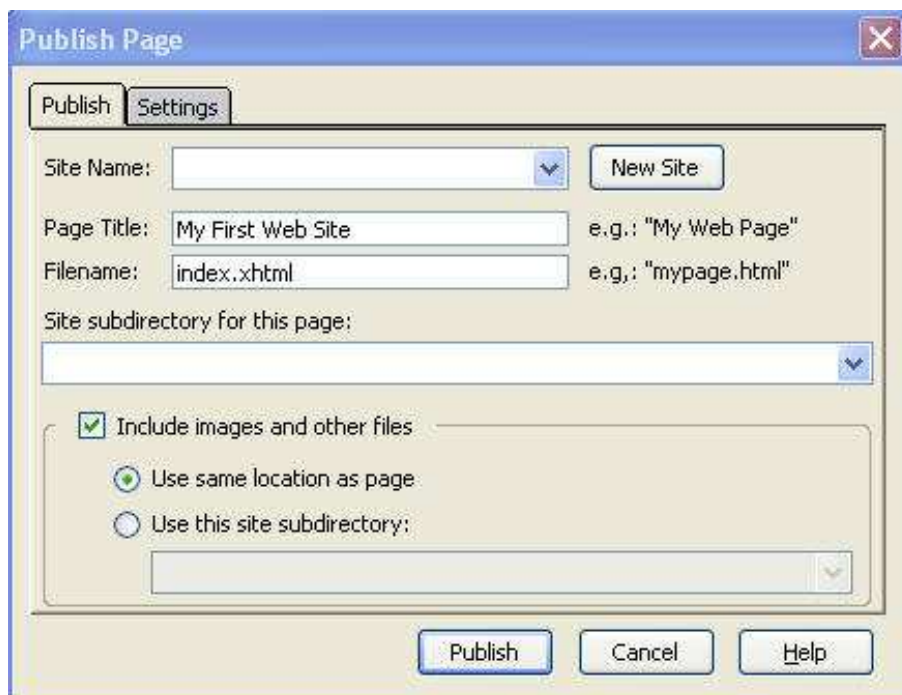 Publish Page
Publish Settings
Site Name: New Site
Page Title: My First Web Site e.g.: "My Web Page"
Filename: index.xhtml e.g,: "mypage.html"
Site subdirectory for this page:
Include images and other files
Use same location as page
Use this site subdirectory:
Publish Cancel Help